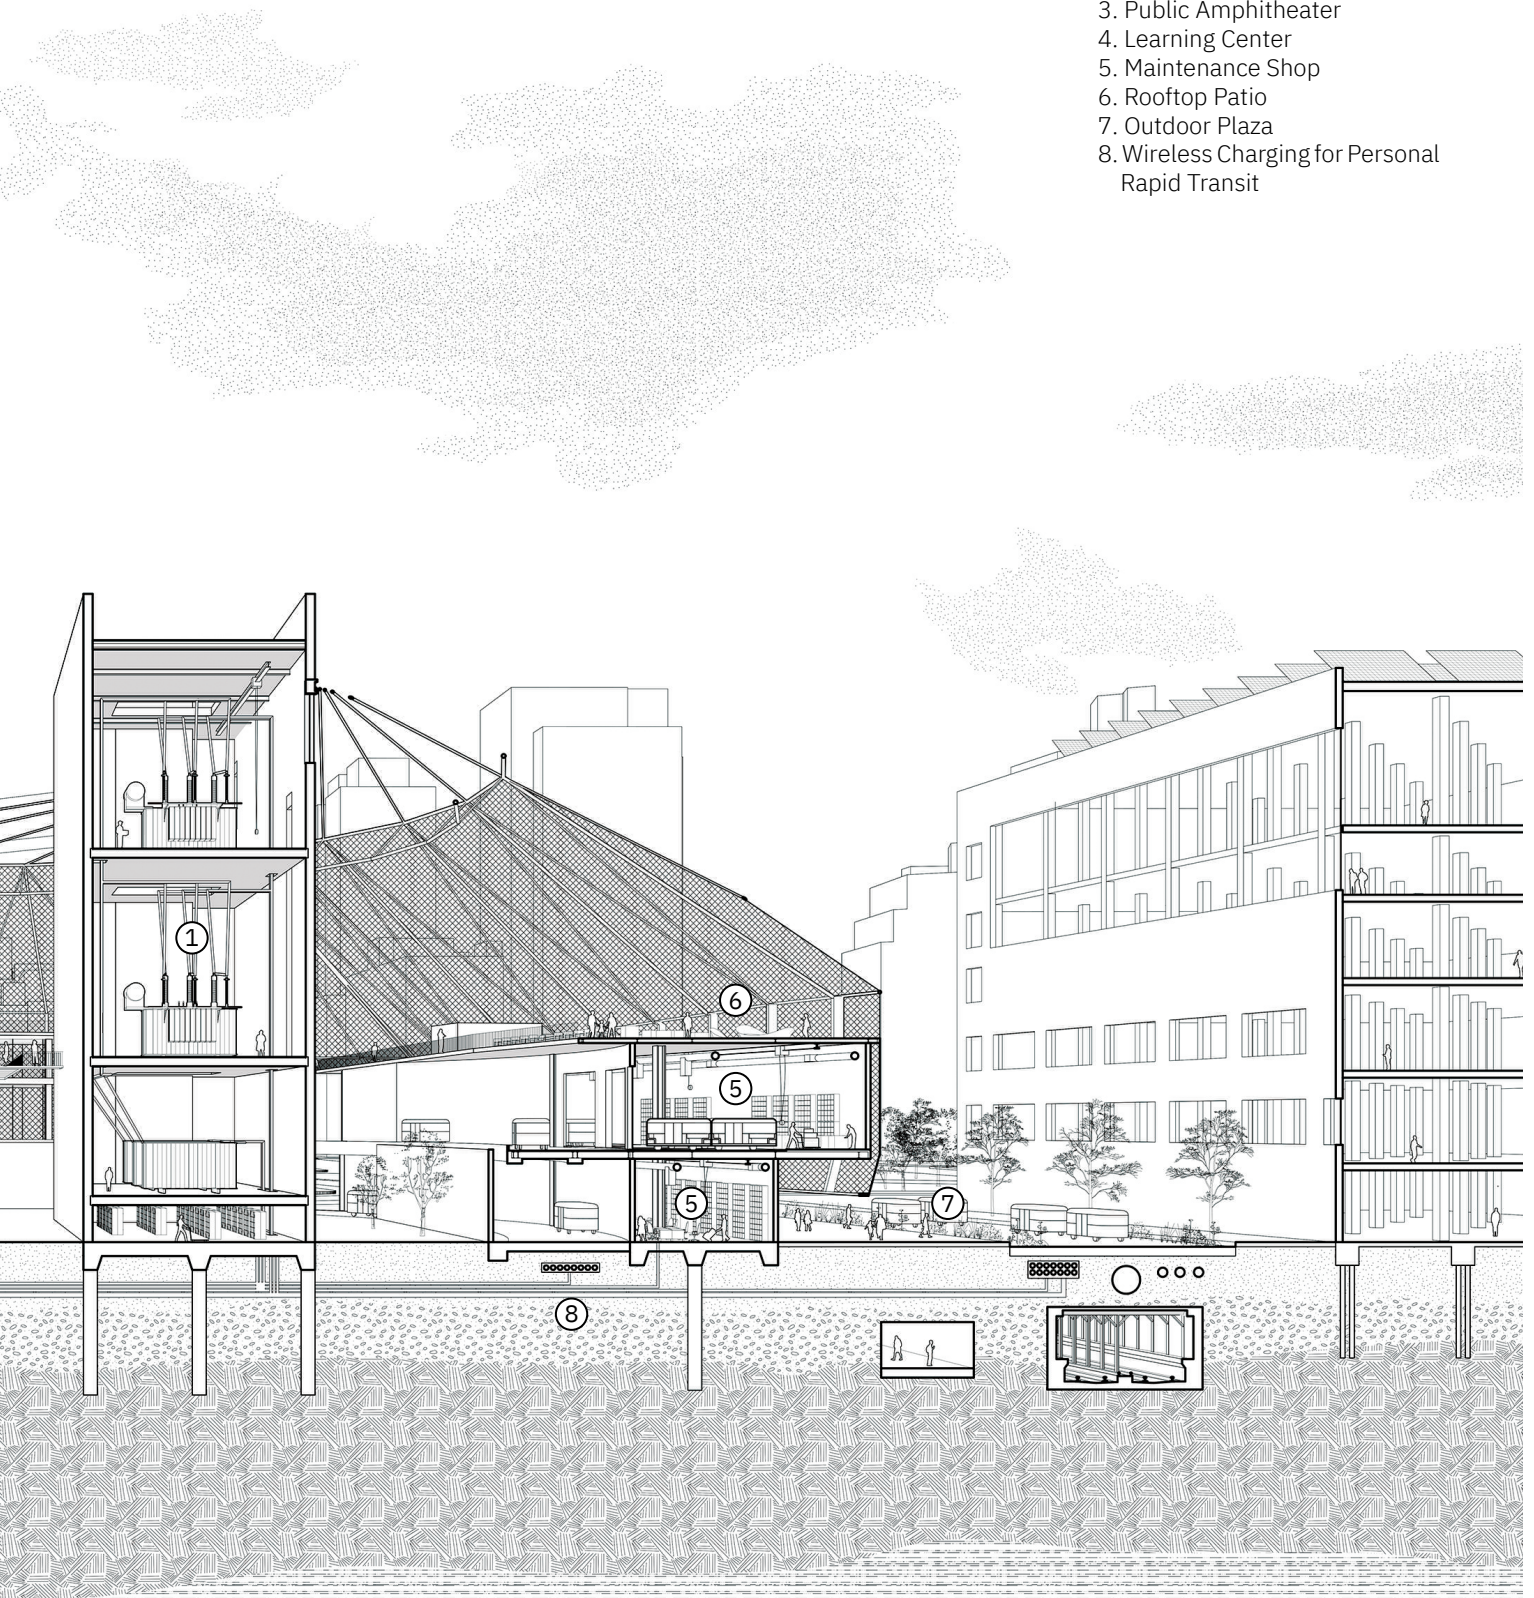 3. Public Amphitheater
4. Learning Center
5. Maintenance Shop
6. Rooftop Patio
7. Outdoor Plaza
8. Wireless Charging for Personal
Rapid Transit
1
6
5
5
7
8